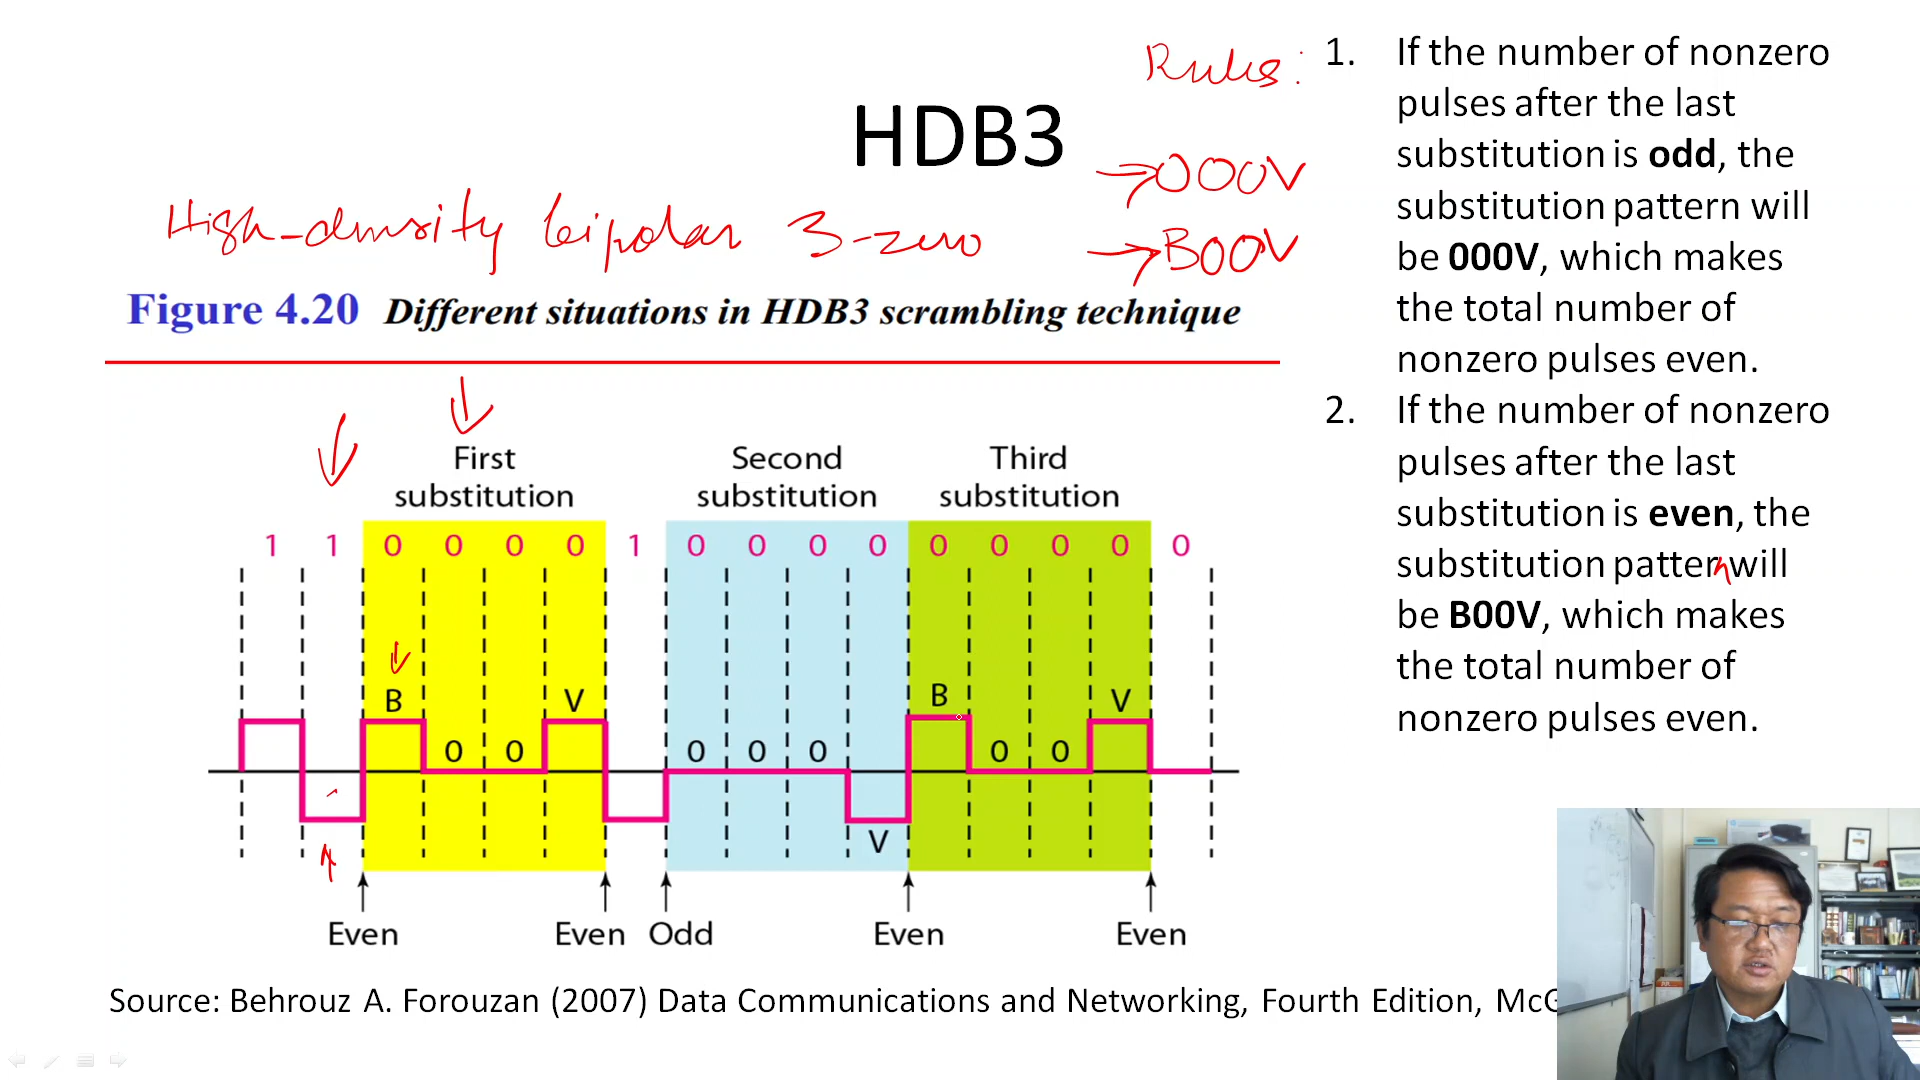 Rules:
HDB3
→000V
High-density bipolar 3-zero
→B00V
Figure 4.20 Different situations in HDB3 scrambling technique
First substitution
Second substitution
Third substitution
1 1 0 0 0 0 1 0 0 0 0 0 0 0 0 0
B V B V
0 0 0 0 0 0 0
V
Even Even Odd Even Even
1. If the number of nonzero
pulses after the last
substitution is odd, the
substitution pattern will
be 000V, which makes
the total number of
nonzero pulses even.
2. If the number of nonzero
pulses after the last
substitution is even, the
substitution pattern will
be B00V, which makes
the total number of
nonzero pulses even.
Source: Behrouz A. Forouzan (2007) Data Communications and Networking, Fourth Edition,